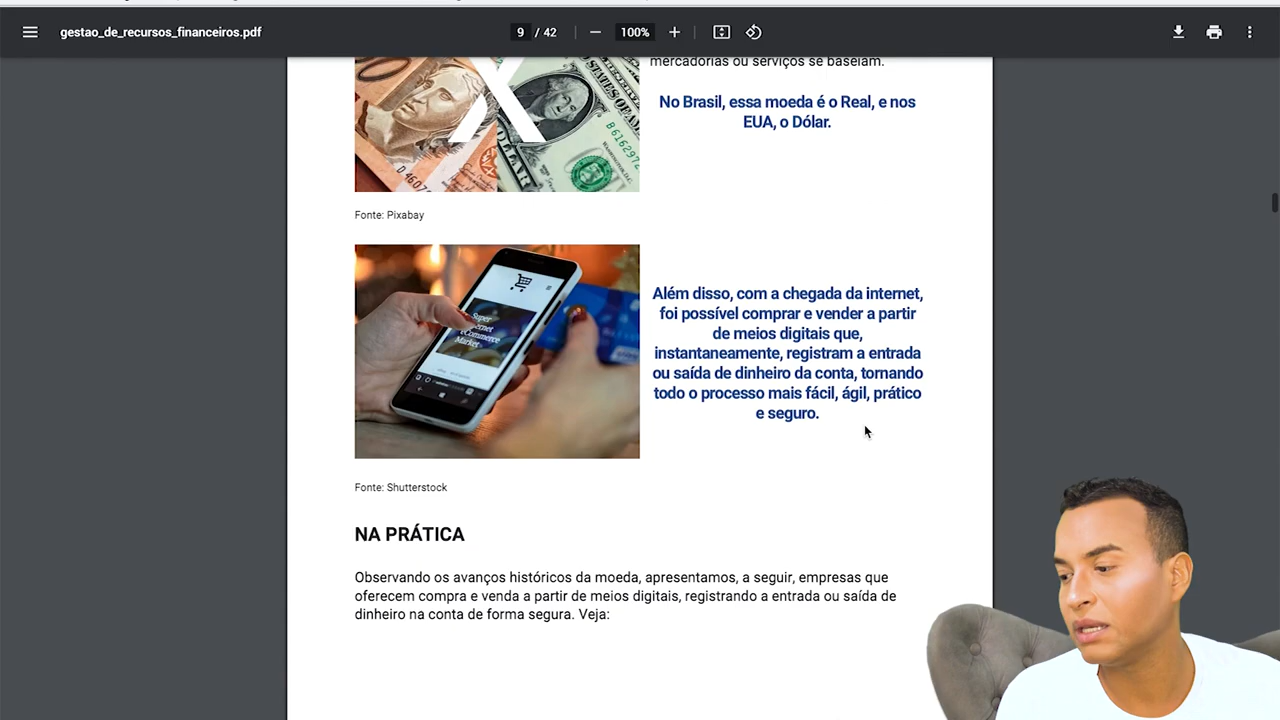 gestao_de_recursos_financeiros.pdf
9 / 42
100%
mercadorias ou serviços se baseiam.
No Brasil, essa moeda é o Real, e nos
EUA, o Dólar.
Fonte: Pixabay
Além disso, com a chegada da internet,
foi possível comprar e vender a partir
de meios digitais que,
instantaneamente, registram a entrada
ou saída de dinheiro da conta, tornando
todo o processo mais fácil, ágil, prático
e seguro.
Super
Internet
eCommerce
Market
Fonte: Shutterstock
NA PRÁTICA
Observando os avanços históricos da moeda, apresentamos, a seguir, empresas que
oferecem compra e venda a partir de meios digitais, registrando a entrada ou saída de
dinheiro na conta de forma segura. Veja: